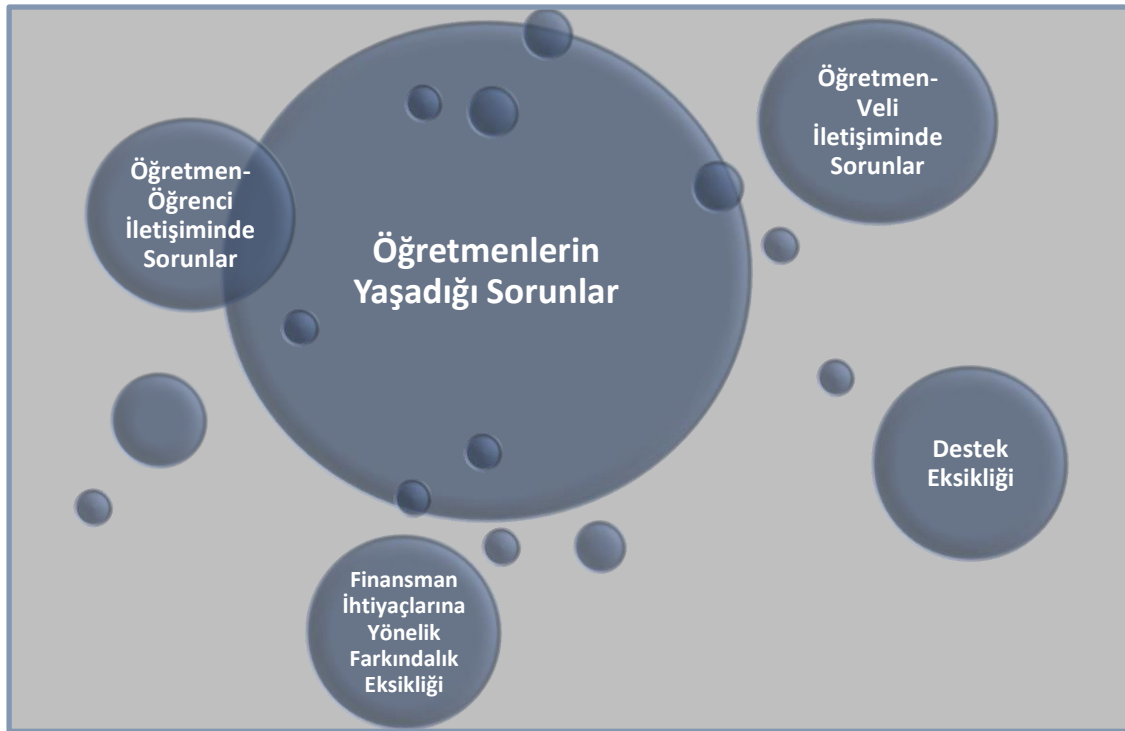 Öğretmenlerin
Yaşadığı Sorunlar
Öğretmen-
Öğrenci
İletişiminde
Sorunlar
Öğretmen-
Veli
İletişiminde
Sorunlar
Destek
Eksikliği
Finansman
İhtiyaçlarına
Yönelik
Farkındalık
Eksikliği